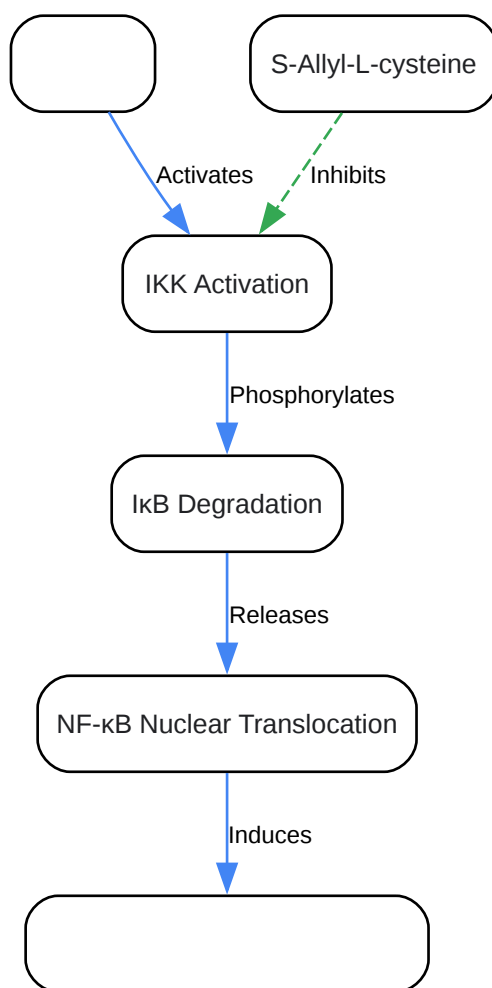 S-Allyl-L-cysteine
Activates
Inhibits
IKK Activation
Phosphorylates
IκB Degradation
Releases
NF-κB Nuclear Translocation
Induces